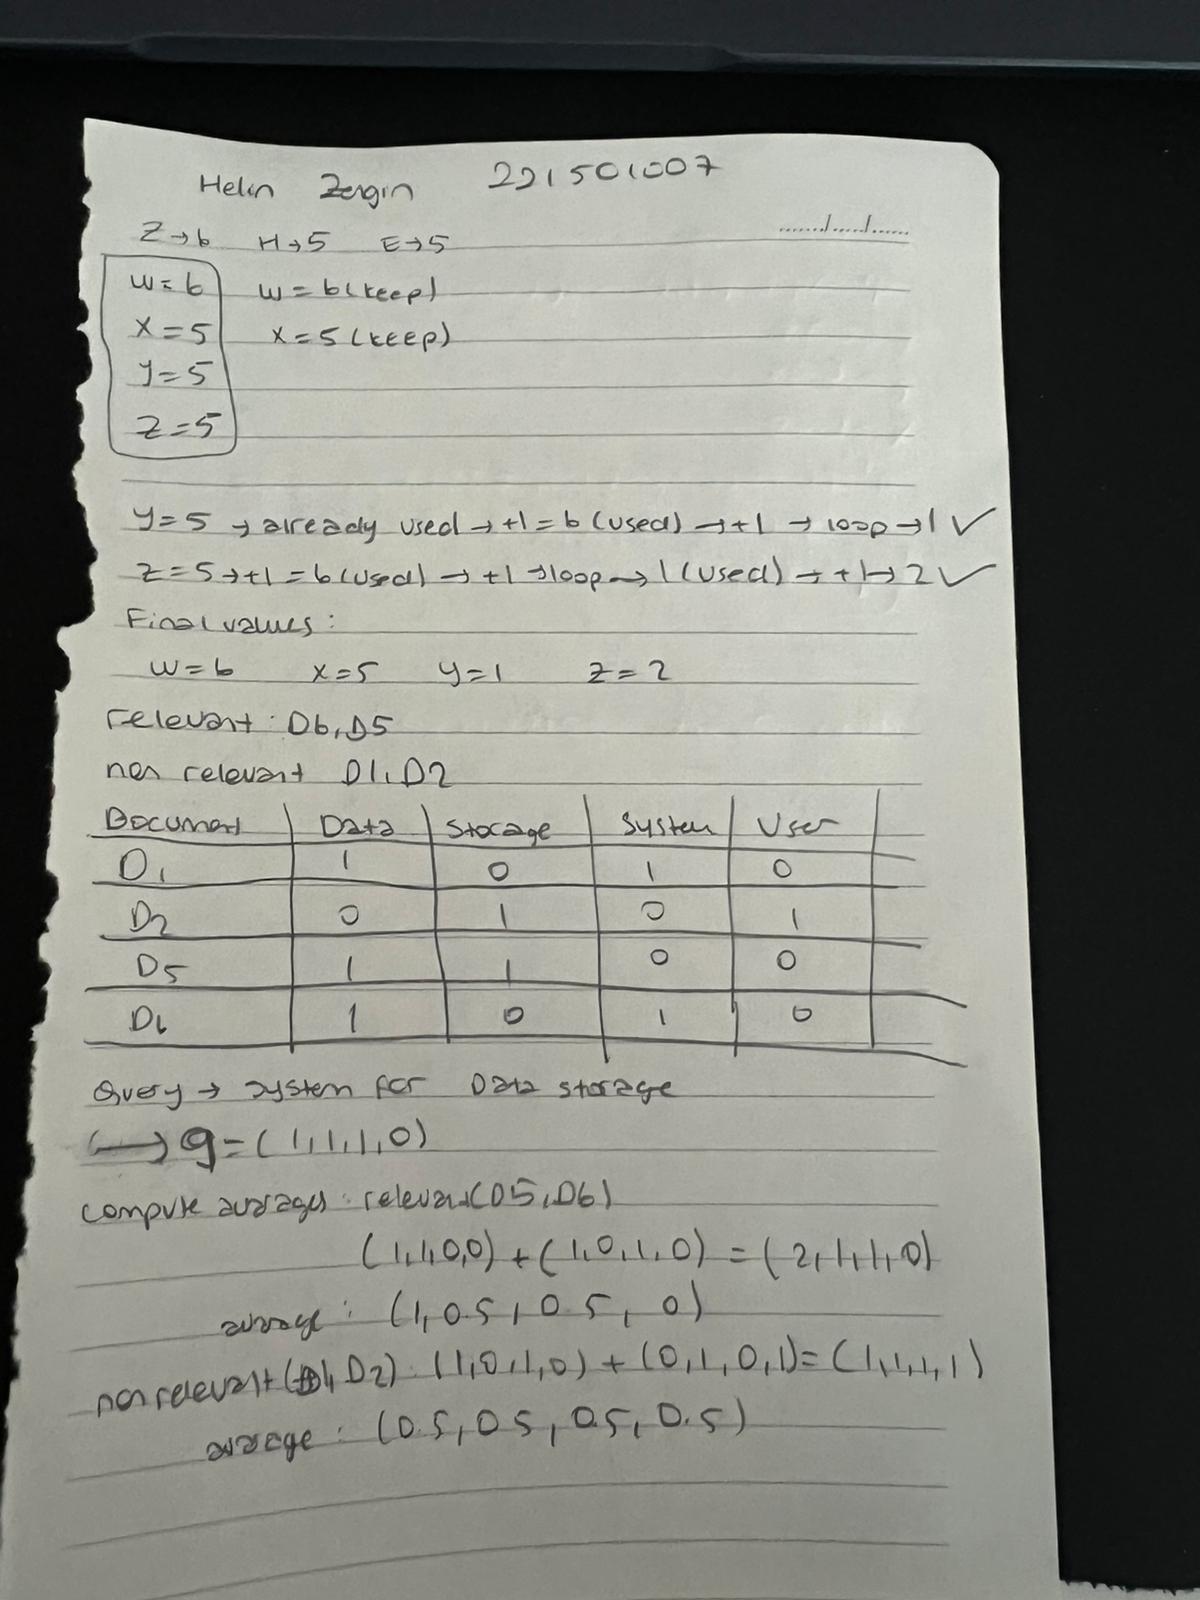 Helin Zengin 221501007
Z→6 H→5 E→5
W=6 W=6 (keep)
X=5 X=5 (keep)
Y=5
Z=5
Y=5 → already used → +1=6 (used) → +1 → loop → 1 ✓
Z=5 → +1=6 (used) → +1 → loop → 1 (used) → +1 → 2 ✓
Final values:
W=6 X=5 Y=1 Z=2
relevant: D6, D5
non relevant D1, D2
Document Data Storage System User
D1 1 0 1 0
D2 0 1 0 1
D5 1 1 0 0
D6 1 0 1 0
Query → system for Data storage
→ q=(1,1,1,0)
compute averages: relevant (D5, D6)
(1,1,0,0) + (1,0,1,0) = (2,1,1,0)
average: (1, 0.5, 0.5, 0)
non relevant (D1, D2). (1,0,1,0) + (0,1,0,1) = (1,1,1,1)
average: (0.5, 0.5, 0.5, 0.5)